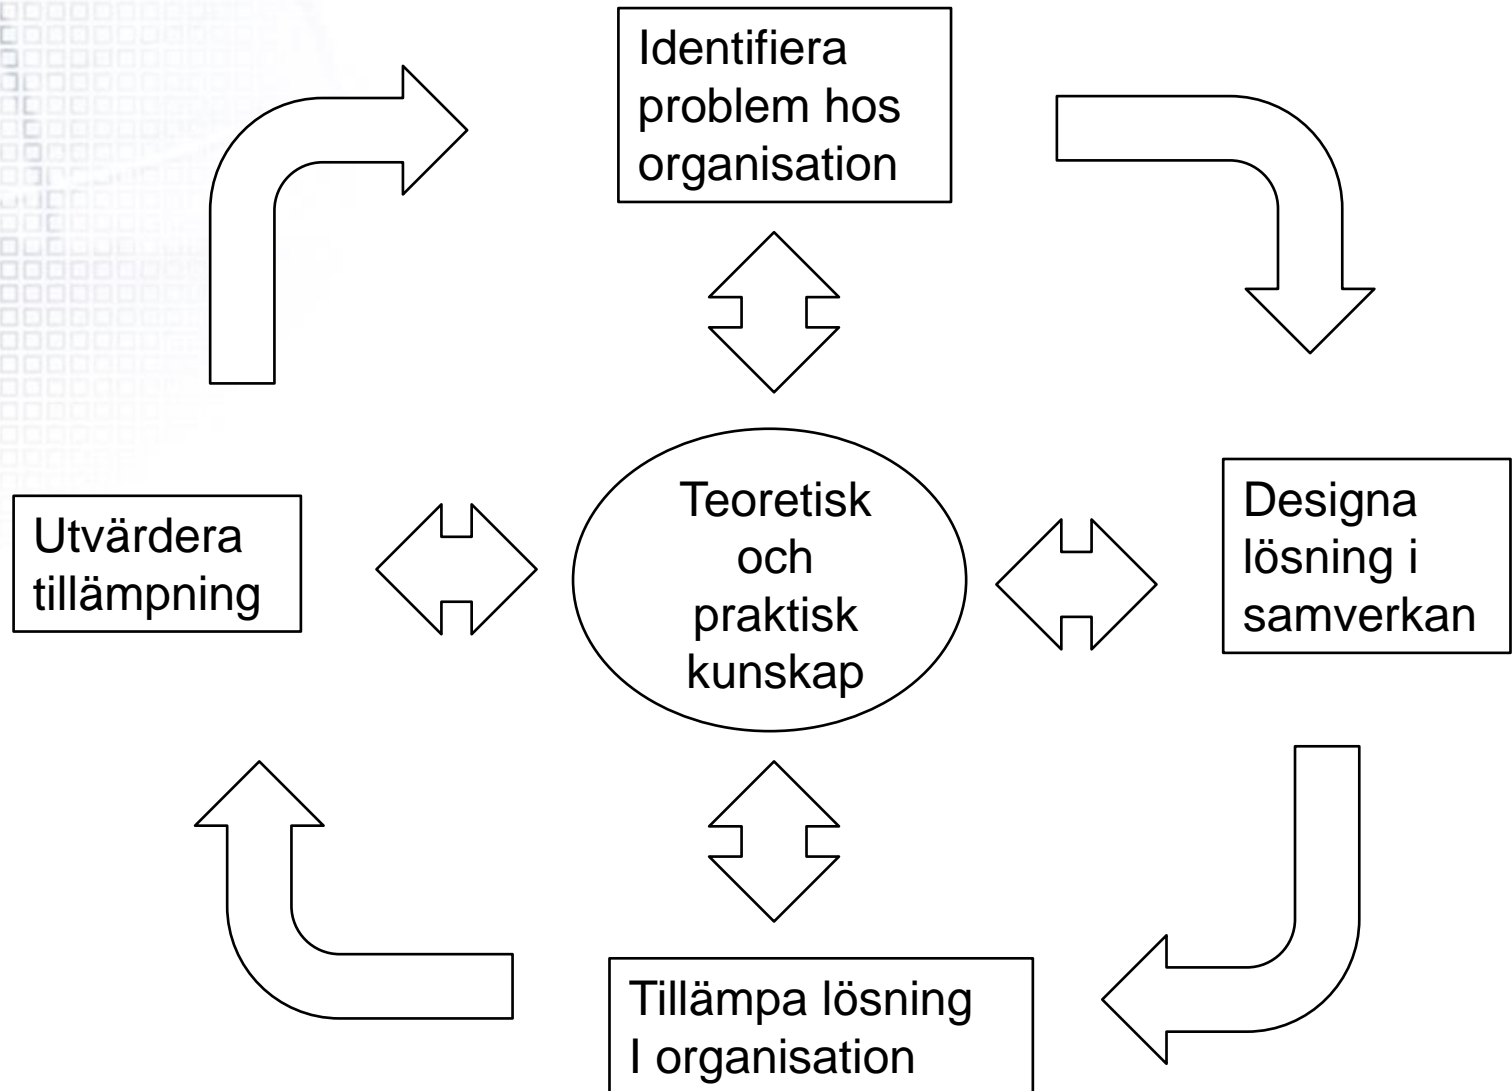 Identifiera
problem hos
organisation
Teoretisk
och
praktisk
kunskap
Designa
lösning i
samverkan
Utvärdera
tillämpning
Tillämpa lösning
I organisation